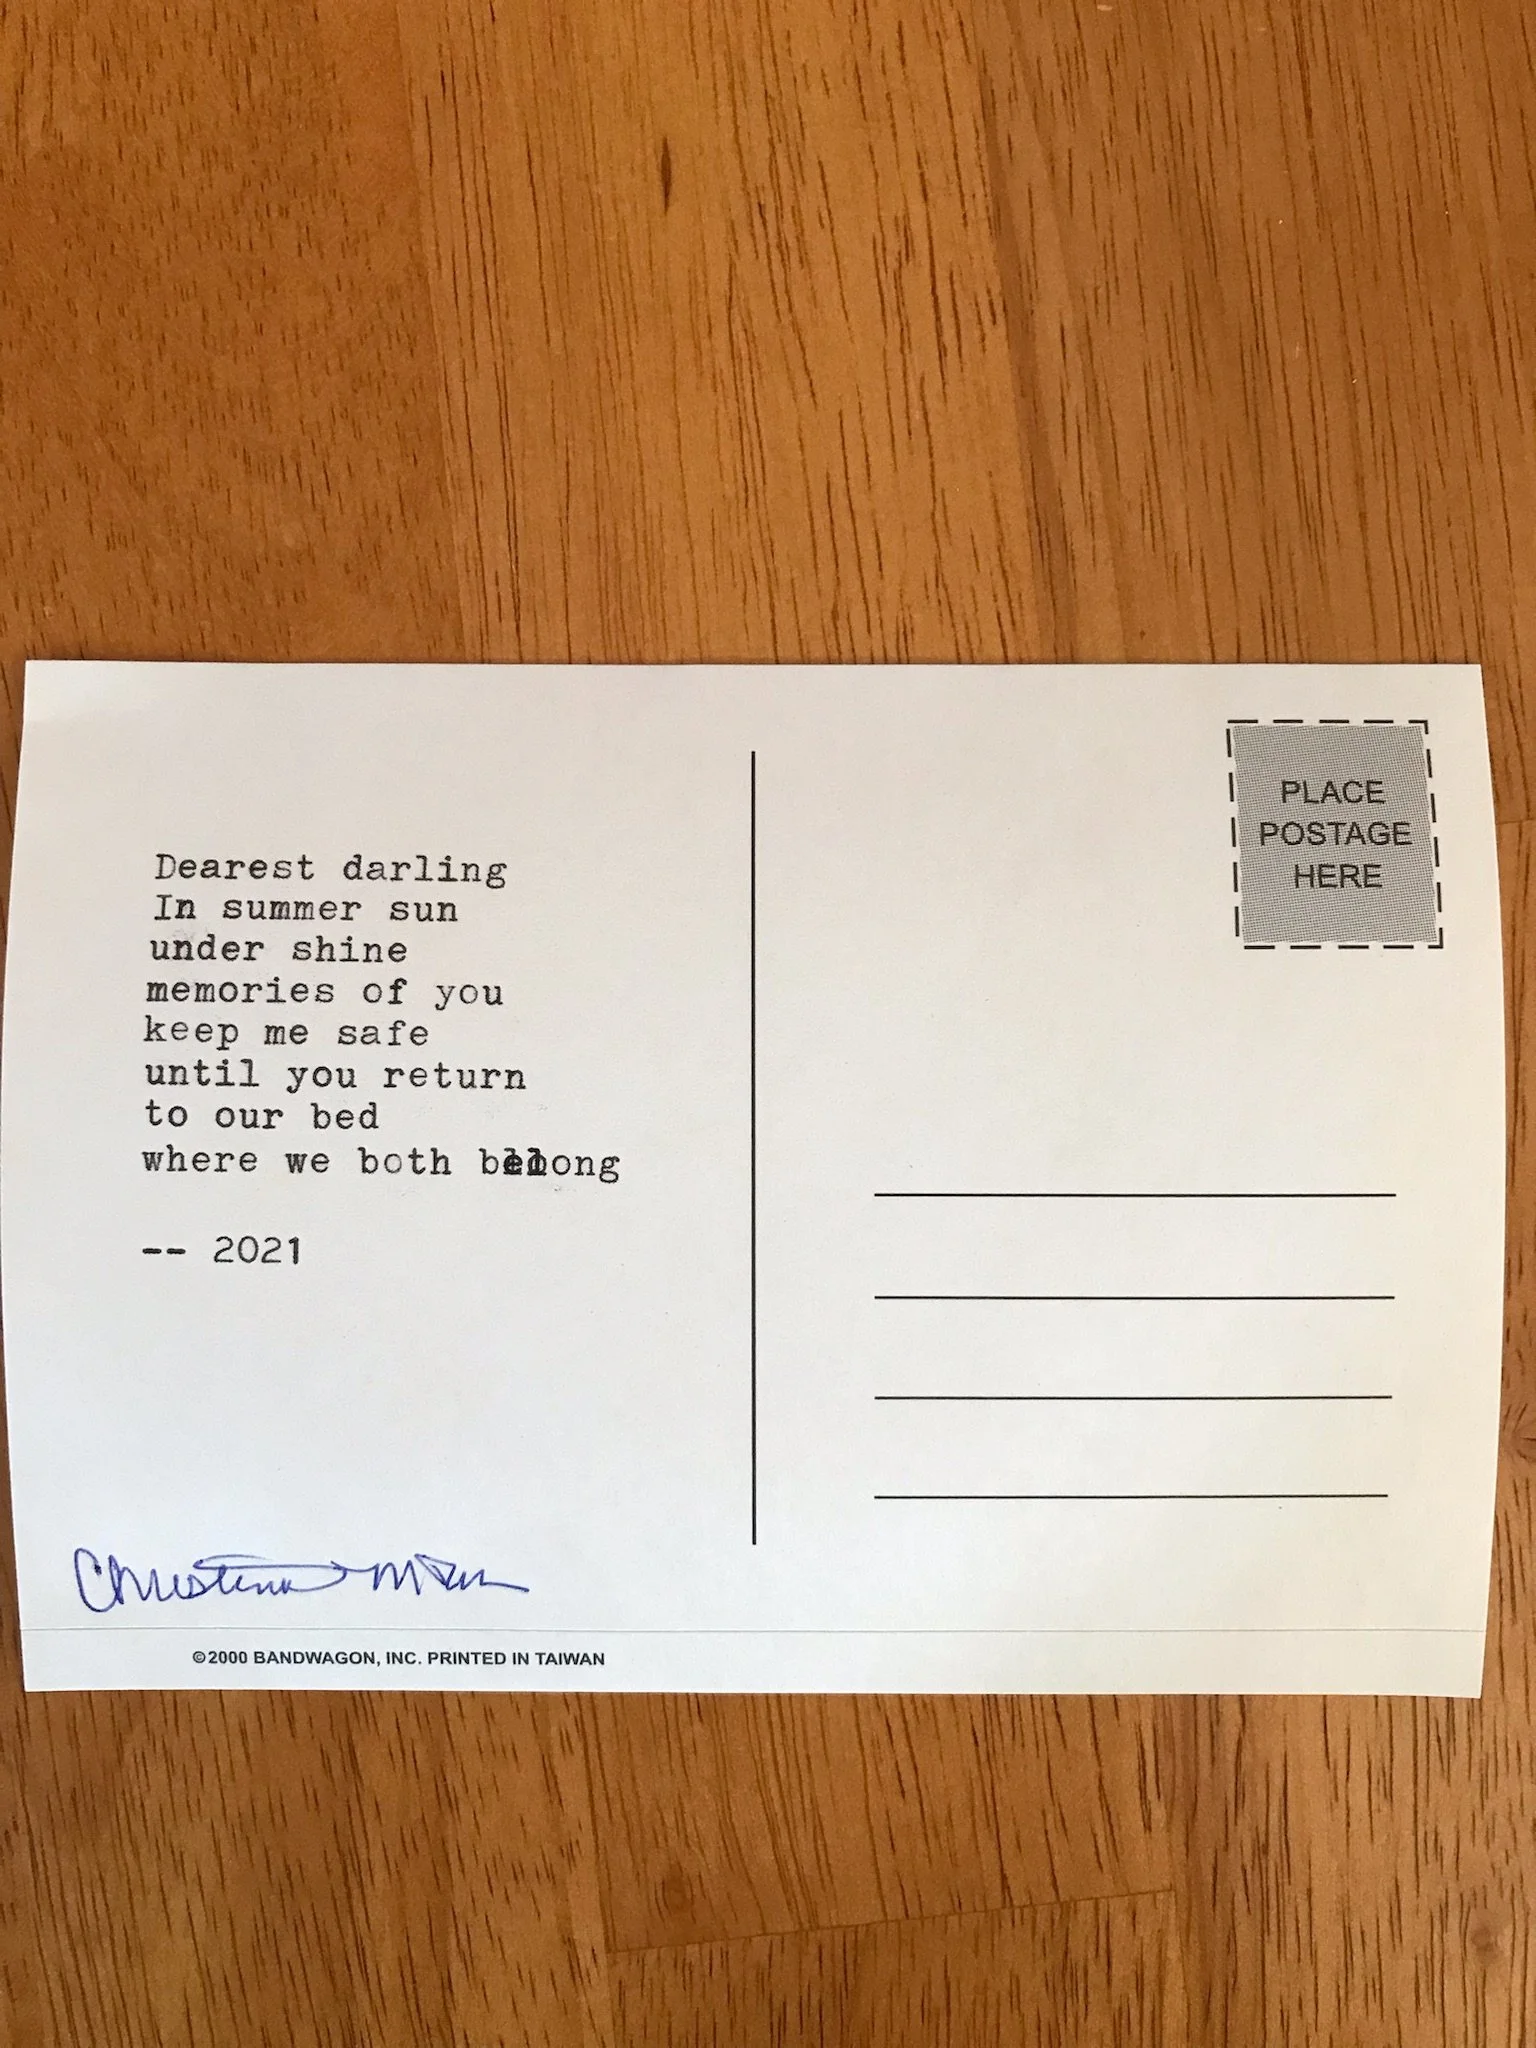 Dearest darling
In summer sun
under shine
memories of you
keep me safe
until you return
to our bed
where we both belong
-- 2021
Christina
©2000 BANDWAGON, INC. PRINTED IN TAIWAN
PLACE
POSTAGE
HERE